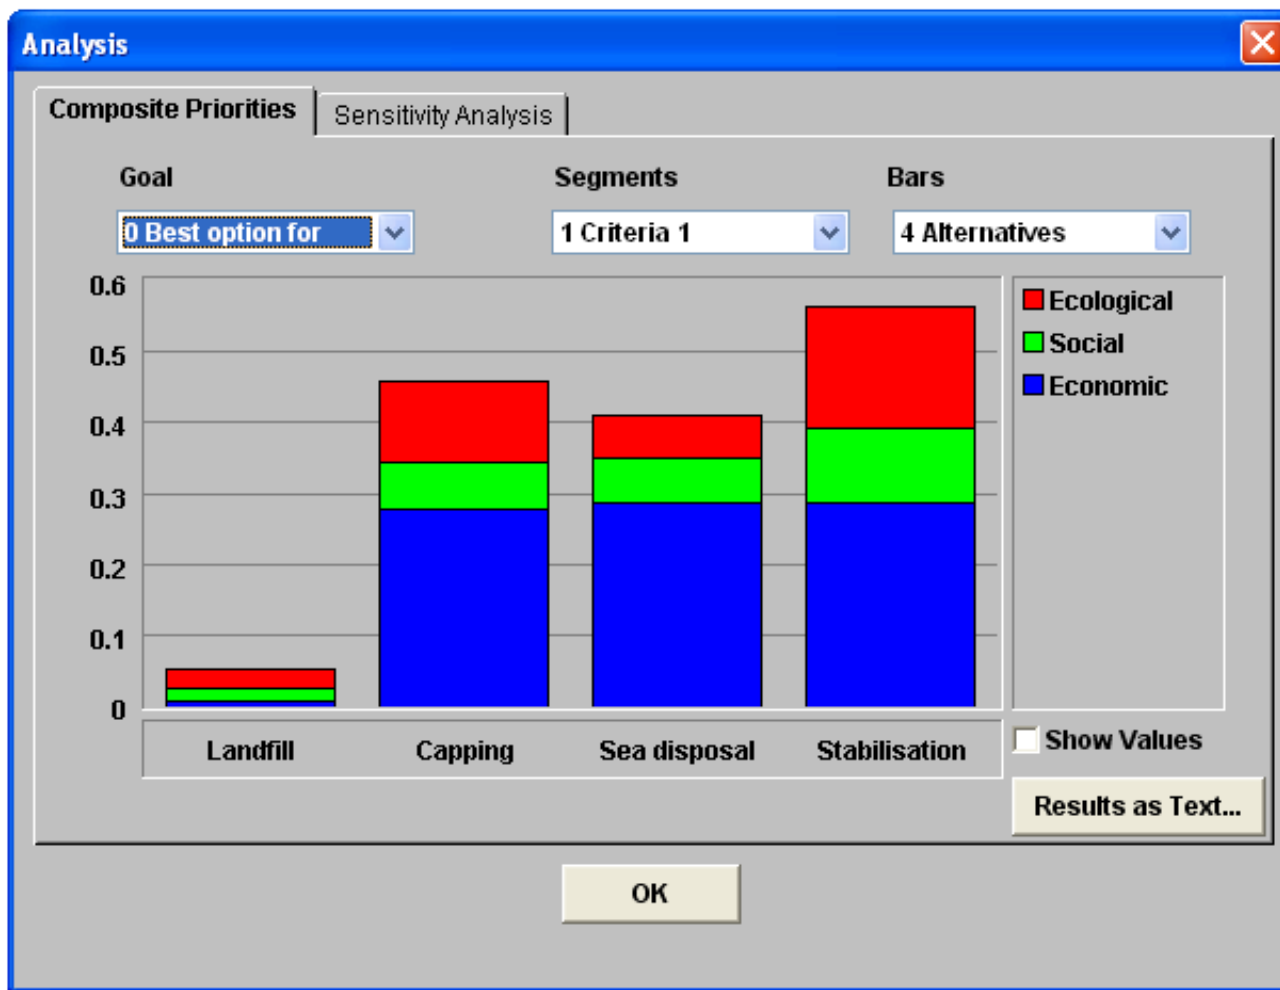 Analysis
Composite Priorities
Sensitivity Analysis
Goal
Segments
Bars
0 Best option for
1 Criteria 1
4 Alternatives
0.6
0.5
0.4
0.3
0.2
0.1
0
Ecological
Social
Economic
Landfill
Capping
Sea disposal
Stabilisation
Show Values
Results as Text...
OK